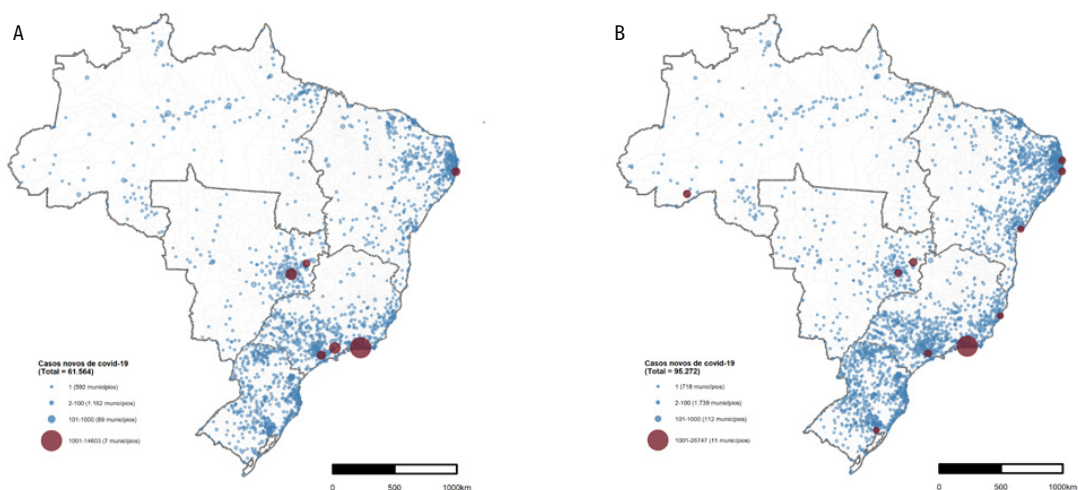 A
Casos novos de covid-19
(Total = 61.564)
1 (592 municípios)
2-100 (1.162 municípios)
101-1000 (89 municípios)
1001-14603 (7 municípios)
0 500 1000km
B
Casos novos de covid-19
(Total = 95.272)
1 (718 municípios)
2-100 (1.739 municípios)
101-1000 (112 municípios)
1001-26747 (11 municípios)
0 500 1000km